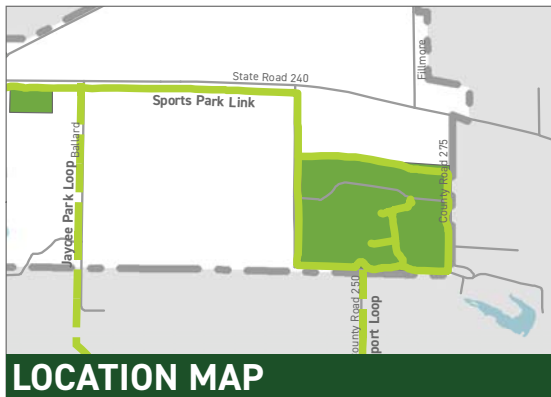 State Road 240
Fillmore
Sports Park Link
Ballard
Jaycee Park Loop
County Road 275
ounty Road 250
port Loop
LOCATION MAP